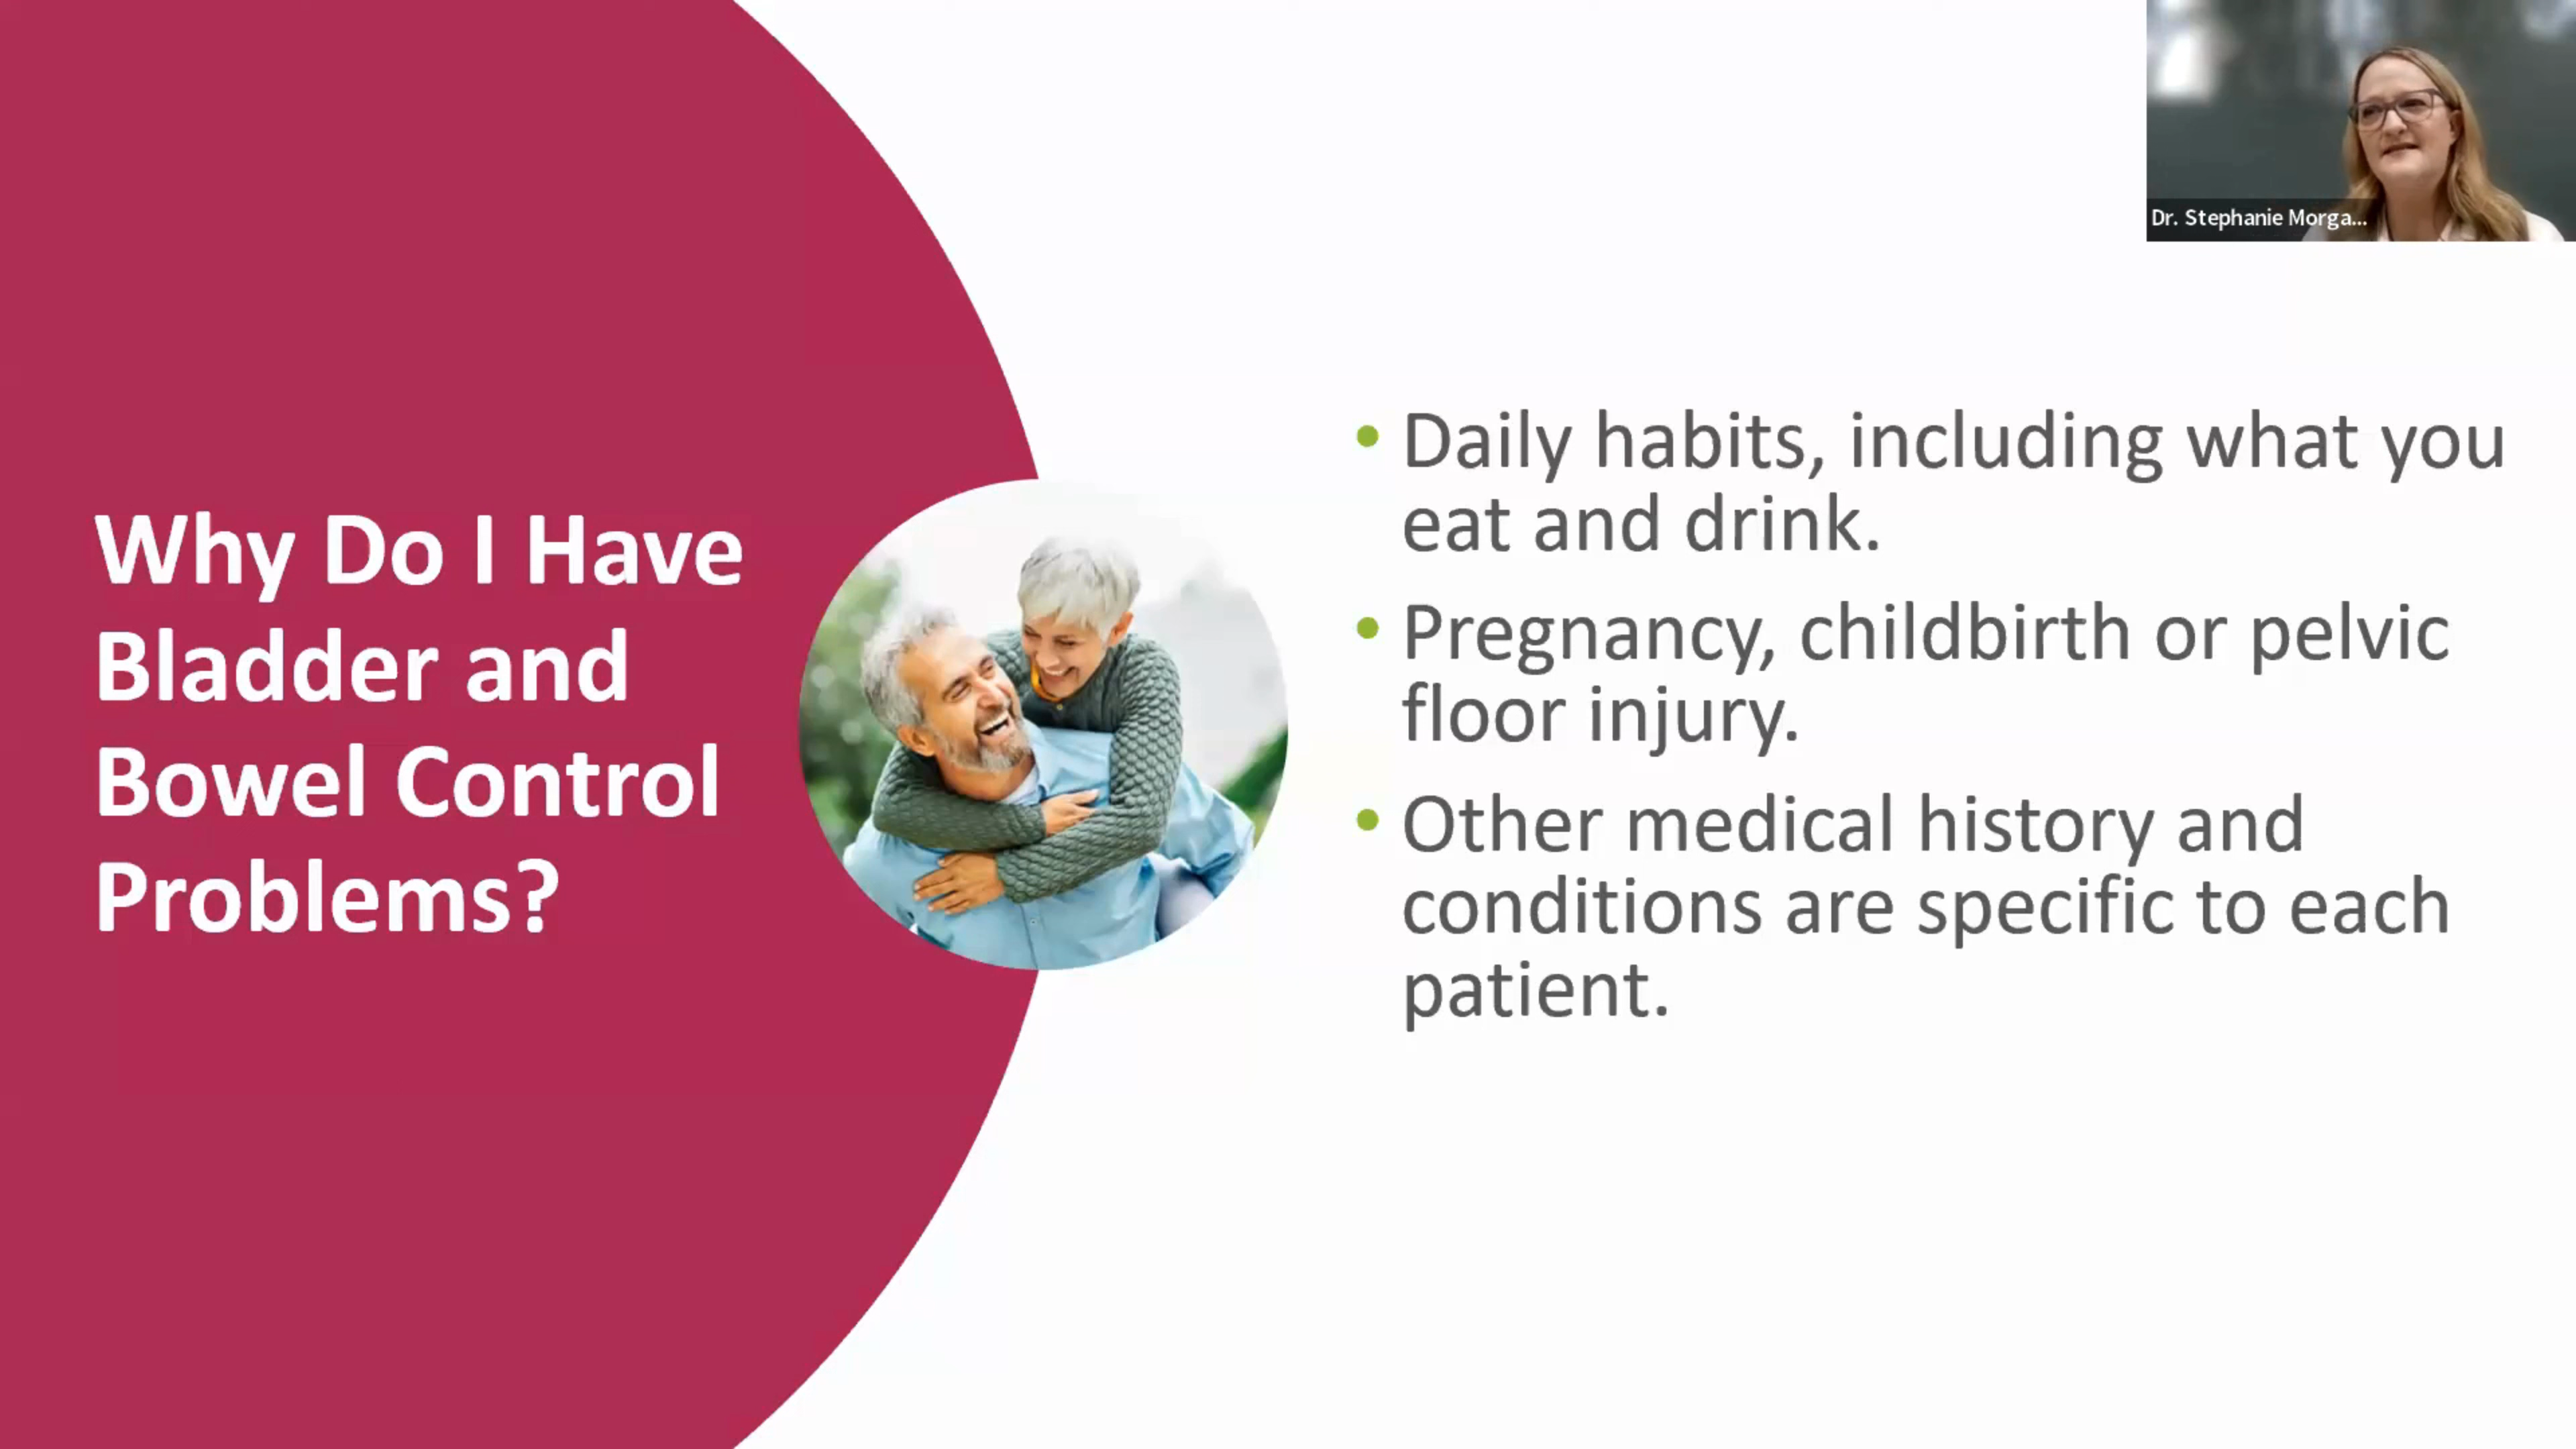 Why Do I Have
Bladder and
Bowel Control
Problems?
• Daily habits, including what you
eat and drink.
• Pregnancy, childbirth or pelvic
floor injury.
• Other medical history and
conditions are specific to each
patient.
Dr. Stephanie Morga...